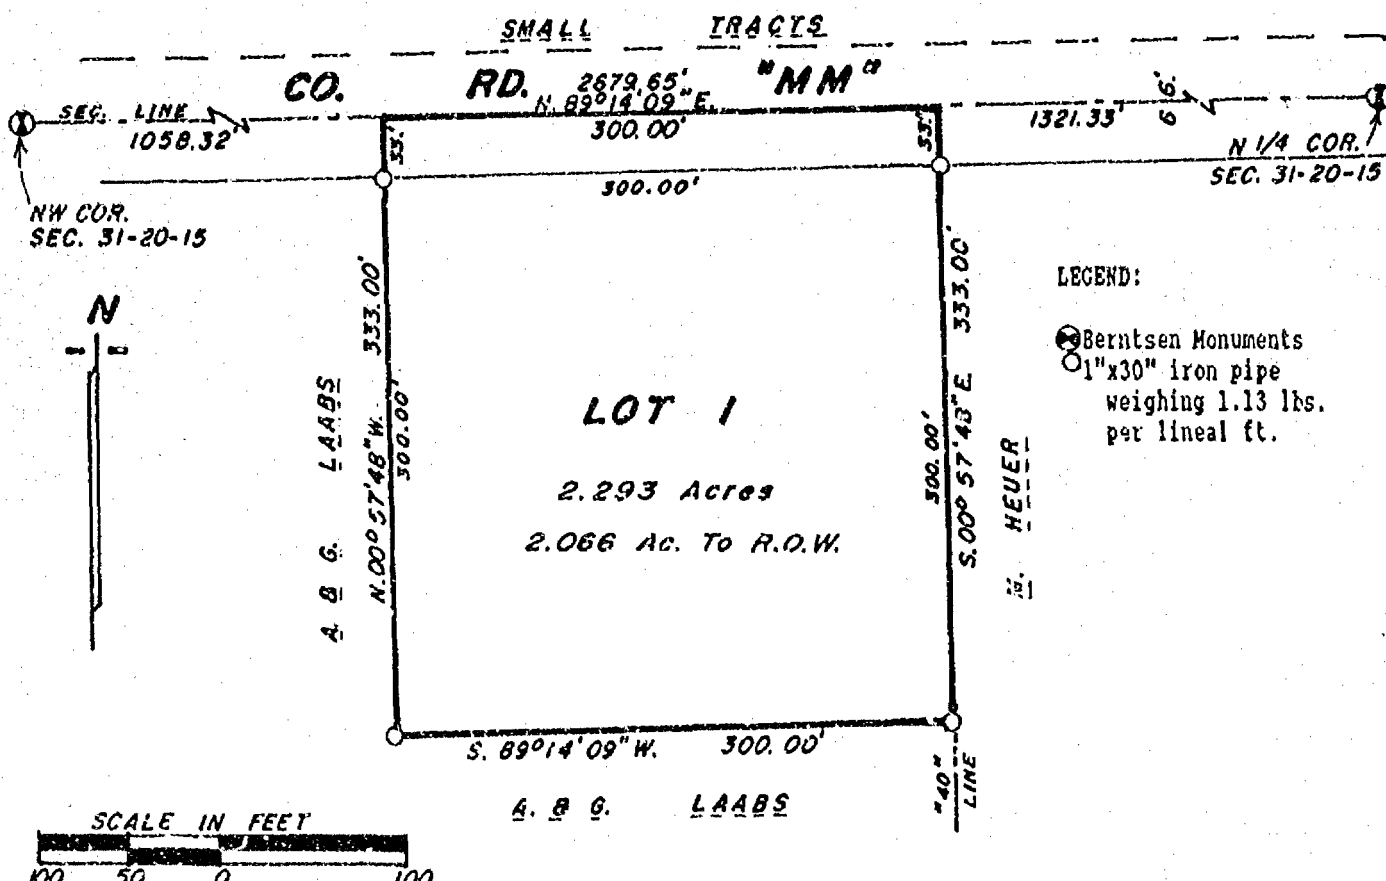 SMALL TRACTS
CO. RD. "MM"
2679.65'
N. 89°14'09"E.
SEC. LINE
1058.32'
300.00'
33.'
33.'
1321.33'
66.'
N 1/4 COR.
SEC. 31-20-15
300.00'
NW COR.
SEC. 31-20-15
N
LEGEND:
Berntsen Monuments
1"x30" iron pipe
weighing 1.13 lbs.
per lineal ft.
A. & G. LAABS
N.00°57'48"W. 333.00'
300.00'
LOT 1
2.293 Acres
2.066 Ac. To R.O.W.
300.00'
S.00°57'48"E. 333.00'
HEUER
S. 89°14'09"W. 300.00'
"40"
LINE
A. & G. LAABS
SCALE IN FEET
100 50 0 100